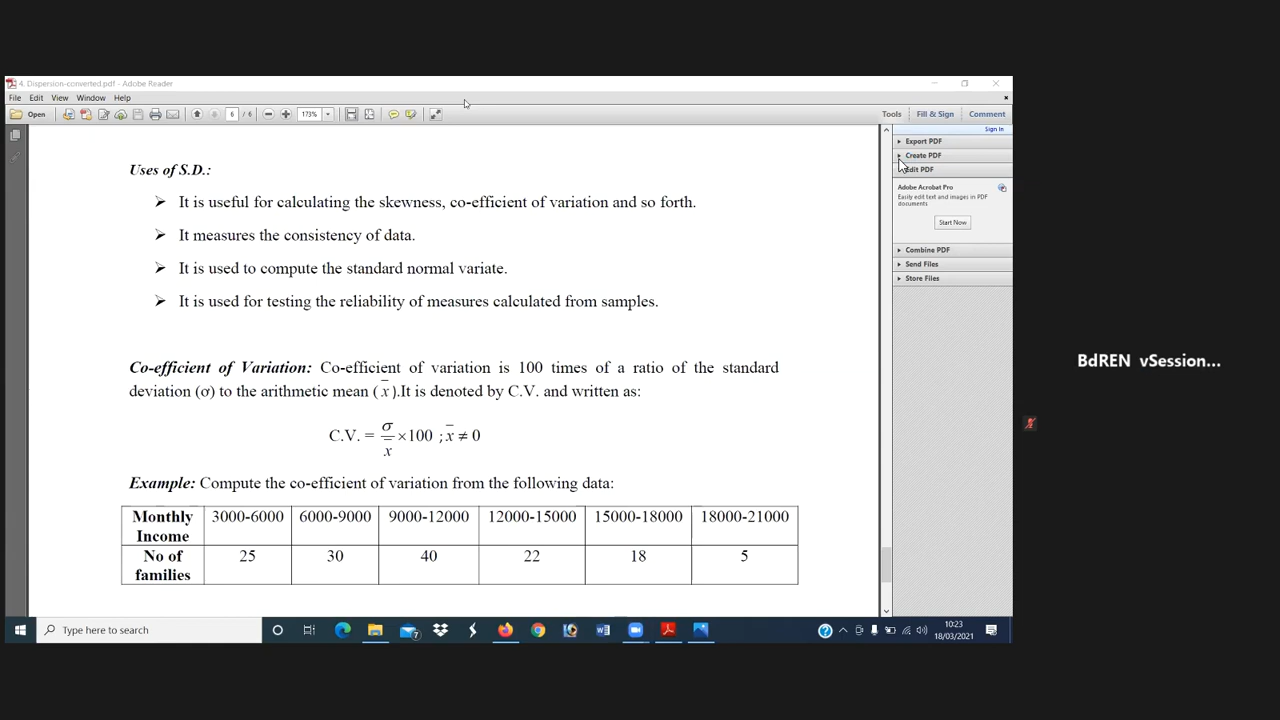 4. Dispersion-converted.pdf - Adobe Reader
File Edit View Window Help
Open 6 / 6 173% Tools Fill & Sign Comment
Sign In
Export PDF
Create PDF
Edit PDF
Adobe Acrobat Pro
Easily edit text and images in PDF
documents
Start Now
Combine PDF
Send Files
Store Files
Uses of S.D.:
➢ It is useful for calculating the skewness, co-efficient of variation and so forth.
➢ It measures the consistency of data.
➢ It is used to compute the standard normal variate.
➢ It is used for testing the reliability of measures calculated from samples.
Co-efficient of Variation: Co-efficient of variation is 100 times of a ratio of the standard
deviation (σ) to the arithmetic mean ( x̄ ).It is denoted by C.V. and written as:
C.V. = σ/x̄ ×100 ; x̄ ≠ 0
Example: Compute the co-efficient of variation from the following data:
Monthly Income 3000-6000 6000-9000 9000-12000 12000-15000 15000-18000 18000-21000
No of families 25 30 40 22 18 5
BdREN vSession...
Type here to search
7
10:23
18/03/2021